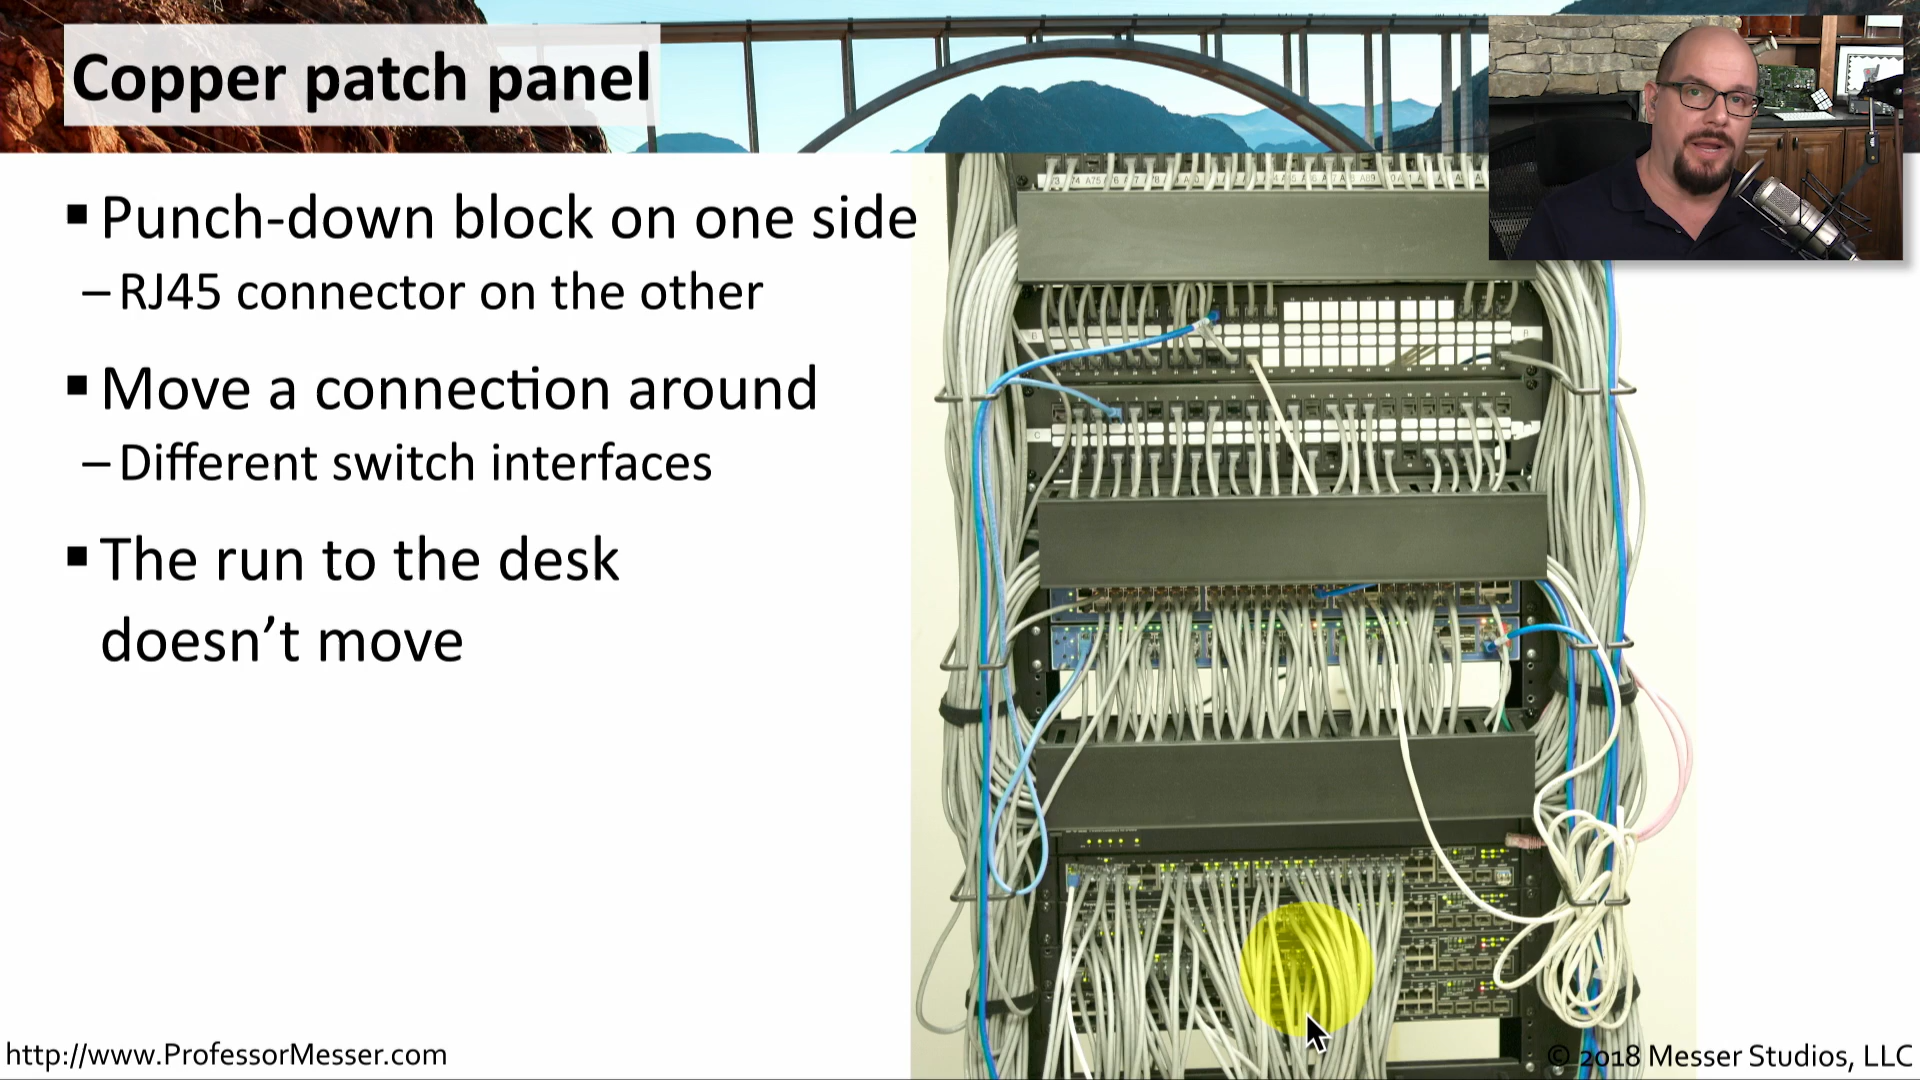 Copper patch panel
▪ Punch-down block on one side
– RJ45 connector on the other
▪ Move a connection around
– Different switch interfaces
▪ The run to the desk
doesn’t move
http://www.ProfessorMesser.com
© 2018 Messer Studios, LLC